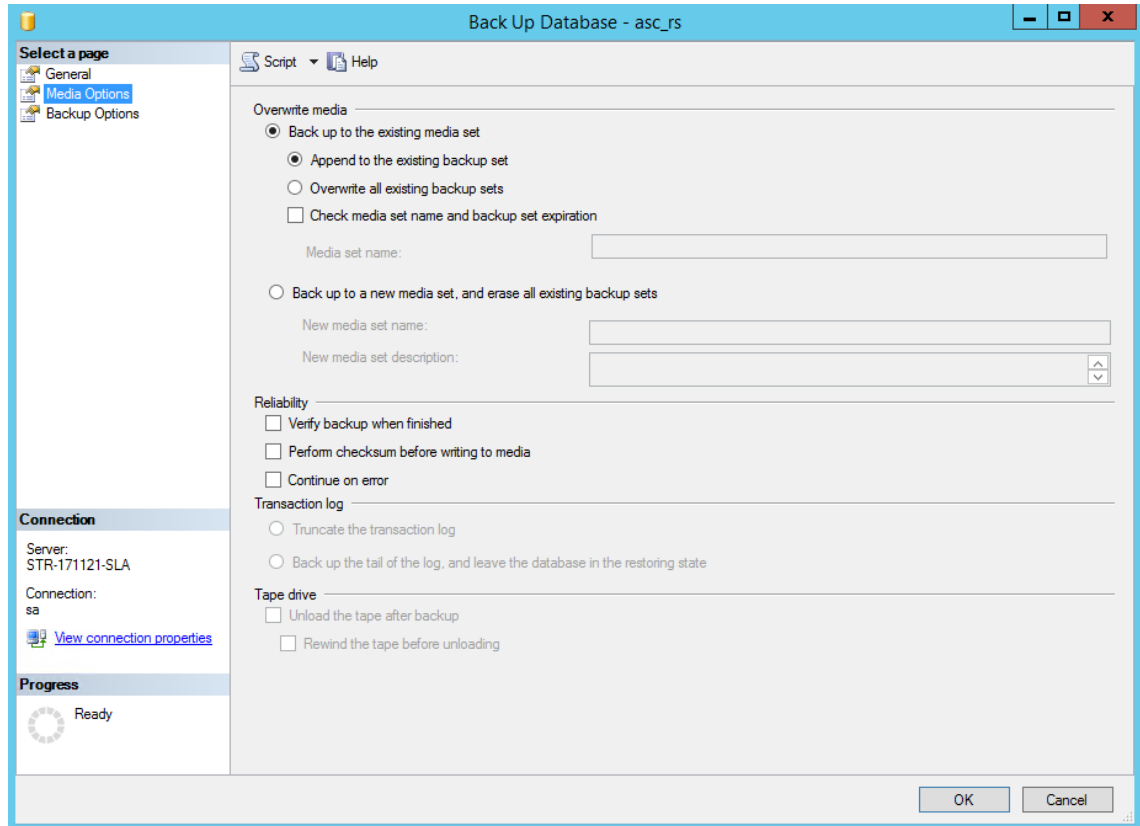 Back Up Database - asc_rs
Select a page
General
Media Options
Backup Options
Script
Help
Overwrite media
Back up to the existing media set
Append to the existing backup set
Overwrite all existing backup sets
Check media set name and backup set expiration
Media set name:
Back up to a new media set, and erase all existing backup sets
New media set name:
New media set description:
Reliability
Verify backup when finished
Perform checksum before writing to media
Continue on error
Transaction log
Truncate the transaction log
Back up the tail of the log, and leave the database in the restoring state
Tape drive
Unload the tape after backup
Rewind the tape before unloading
Connection
Server:
STR-171121-SLA
Connection:
sa
View connection properties
Progress
Ready
OK
Cancel